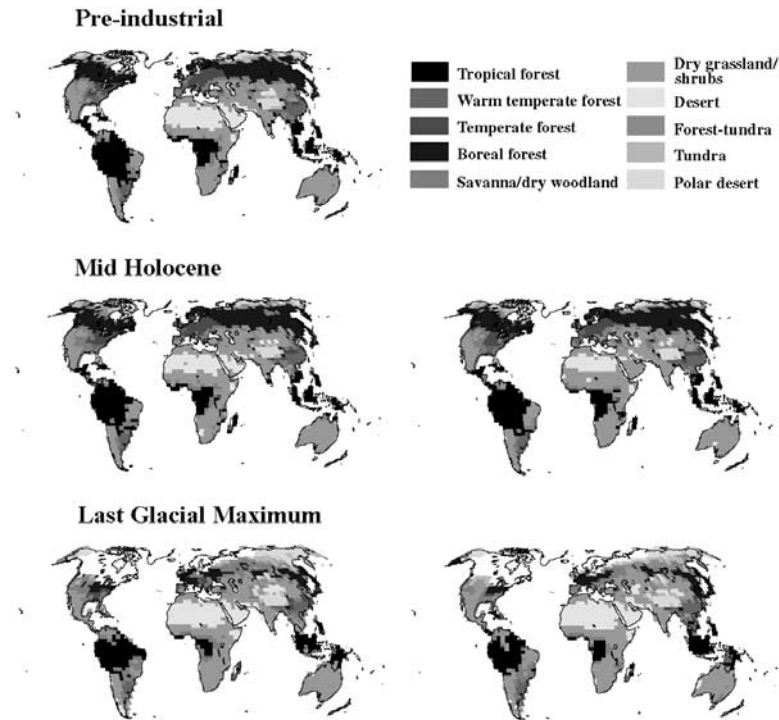 Pre-industrial
Tropical forest
Warm temperate forest
Temperate forest
Boreal forest
Savanna/dry woodland
Dry grassland/
shrubs
Desert
Forest-tundra
Tundra
Polar desert
Mid Holocene
Last Glacial Maximum